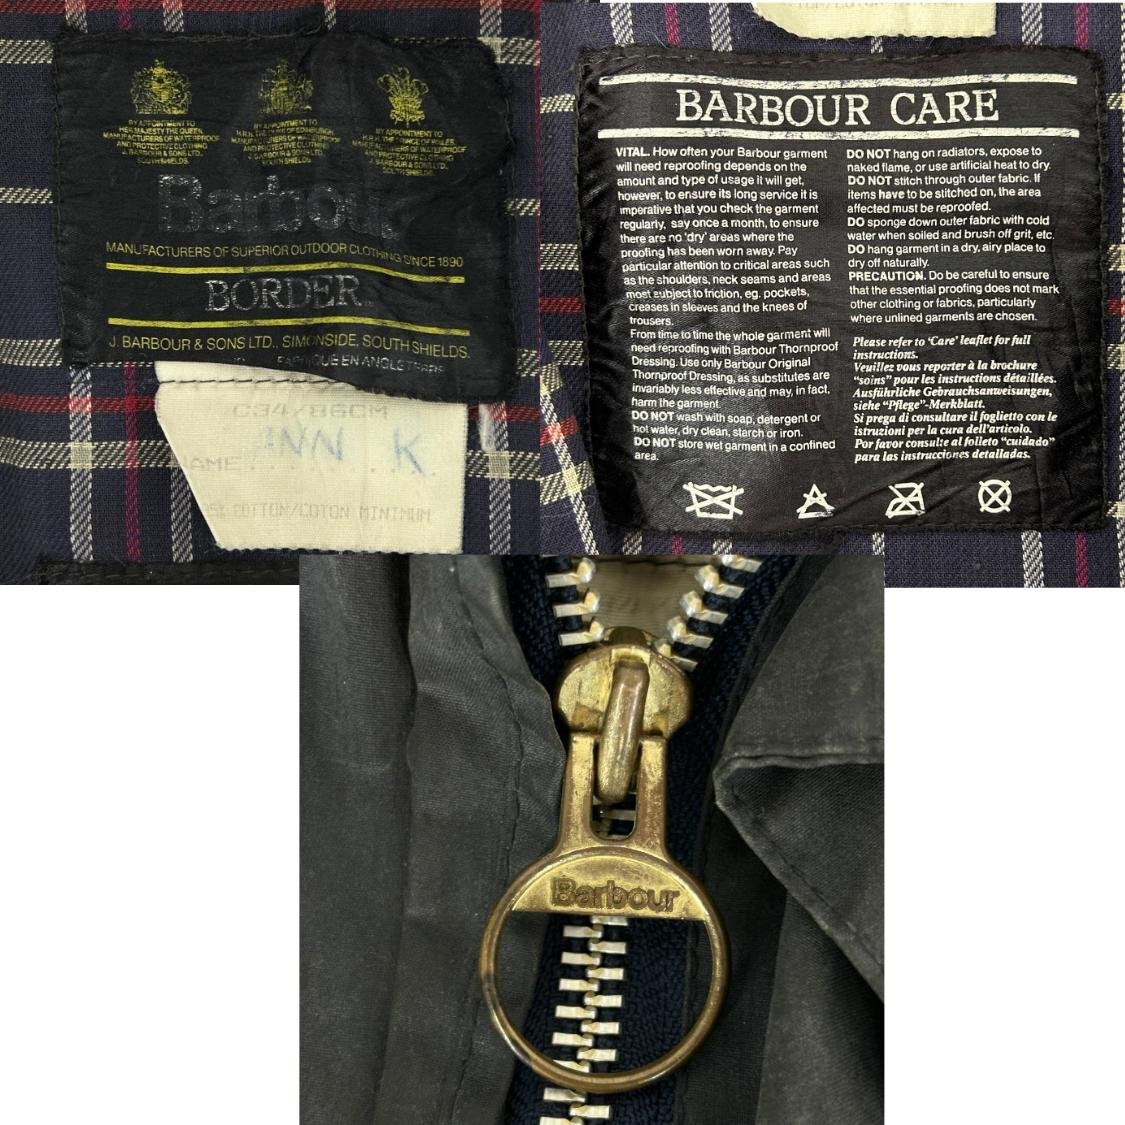 BY APPOINTMENT TO
HER MAJESTY THE QUEEN
MANUFACTURERS OF WATERPROOF
AND PROTECTIVE CLOTHING
J. BARBOUR & SONS LTD.,
SOUTH SHIELDS.
BY APPOINTMENT TO
H.R.H. THE DUKE OF EDINBURGH
MANUFACTURERS OF WATERPROOF
AND PROTECTIVE CLOTHING
J. BARBOUR & SONS LTD.,
SOUTH SHIELDS.
BY APPOINTMENT TO
H.R.H. THE PRINCE OF WALES,
MANUFACTURERS OF WATERPROOF
AND PROTECTIVE CLOTHING
J. BARBOUR & SONS LTD.
SOUTH SHIELDS.
Barbour
MANUFACTURERS OF SUPERIOR OUTDOOR CLOTHING SINCE 1890
BORDER
J. BARBOUR & SONS LTD., SIMONSIDE, SOUTH SHIELDS.
FABRIQUE EN ANGLETERRE
C34/86CM
NAME ANN K.
COTTON/COTON MINIMUM
BARBOUR CARE
VITAL. How often your Barbour garment
will need reproofing depends on the
amount and type of usage it will get,
however, to ensure its long service it is
imperative that you check the garment
regularly, say once a month, to ensure
there are no 'dry' areas where the
proofing has been worn away. Pay
particular attention to critical areas such
as the shoulders, neck seams and areas
most subject to friction, eg. pockets,
creases in sleeves and the knees of
trousers.
From time to time the whole garment will
need reproofing with Barbour Thornproof
Dressing. Use only Barbour Original
Thornproof Dressing, as substitutes are
invariably less effective and may, in fact,
harm the garment.
DO NOT wash with soap, detergent or
hot water, dry clean, starch or iron.
DO NOT store wet garment in a confined
area.
DO NOT hang on radiators, expose to
naked flame, or use artificial heat to dry.
DO NOT stitch through outer fabric. If
items have to be stitched on, the area
affected must be reproofed.
DO sponge down outer fabric with cold
water when soiled and brush off grit, etc.
DO hang garment in a dry, airy place to
dry off naturally.
PRECAUTION. Do be careful to ensure
that the essential proofing does not mark
other clothing or fabrics, particularly
where unlined garments are chosen.
Please refer to 'Care' leaflet for full
instructions.
Veuillez vous reporter à la brochure
"soins" pour les instructions détaillées.
Ausführliche Gebrauchsanweisungen,
siehe "Pflege"-Merkblatt.
Si prega di consultare il foglietto con le
istruzioni per la cura dell'articolo.
Por favor consulte al folleto "cuidado"
para las instrucciones detalladas.
Barbour